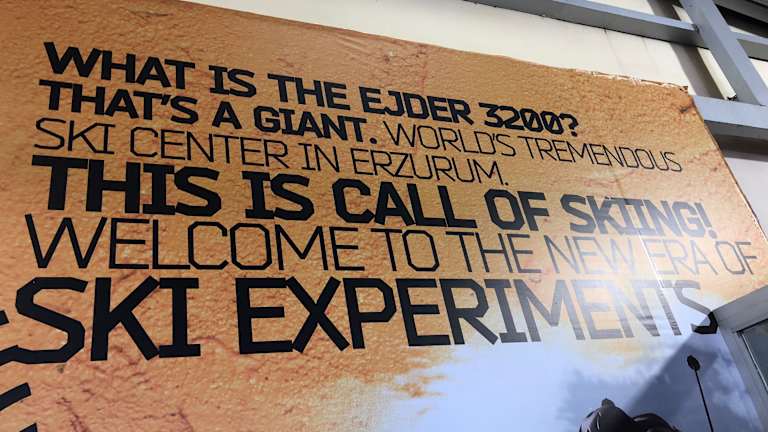 WHAT IS THE EJDER 3200?
THAT'S A GIANT. WORLD'S TREMENDOUS
SKI CENTER IN ERZURUM.
THIS IS CALL OF SKIING!
WELCOME TO THE NEW ERA OF
SKI EXPERIMENTS